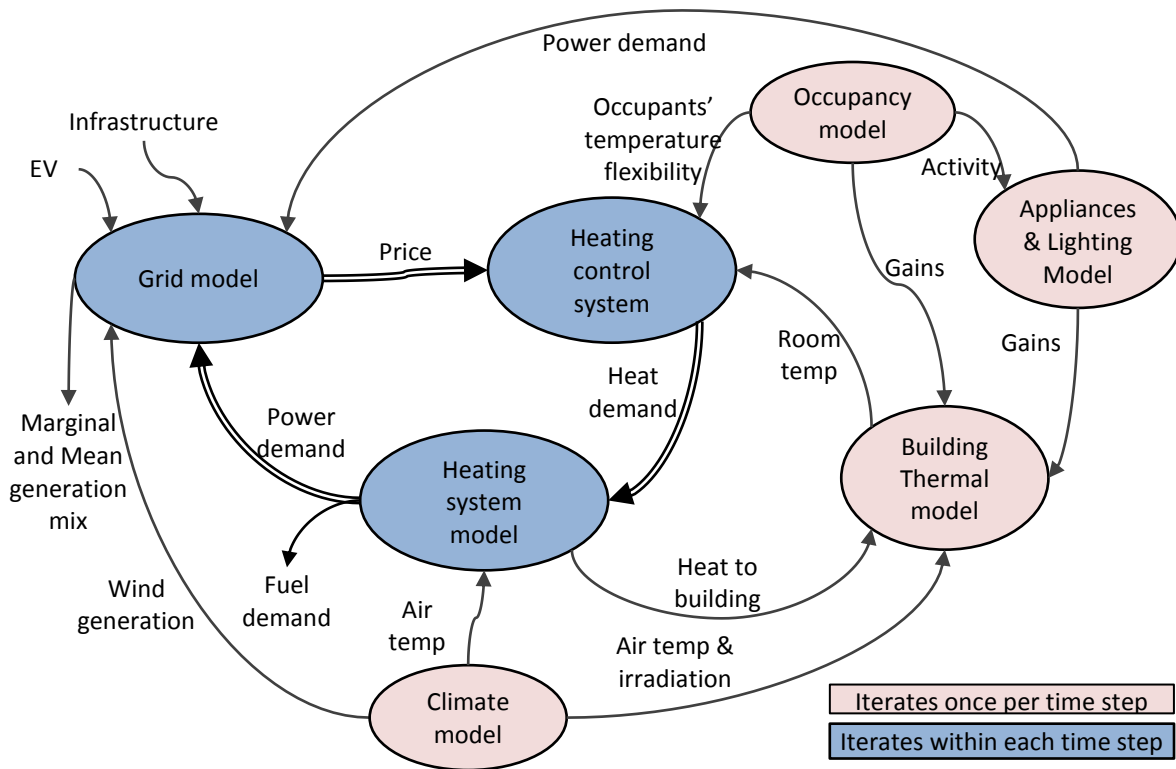 Power demand
Infrastructure
EV
Occupants’
temperature
flexibility
Occupancy
model
Activity
Appliances
& Lighting
Model
Grid model
Price
Heating
control
system
Gains
Gains
Room
temp
Heat
demand
Marginal
and Mean
generation
mix
Power
demand
Heating
system
model
Building
Thermal
model
Wind
generation
Fuel
demand
Air
temp
Heat to
building
Air temp &
irradiation
Climate
model
Iterates once per time step
Iterates within each time step